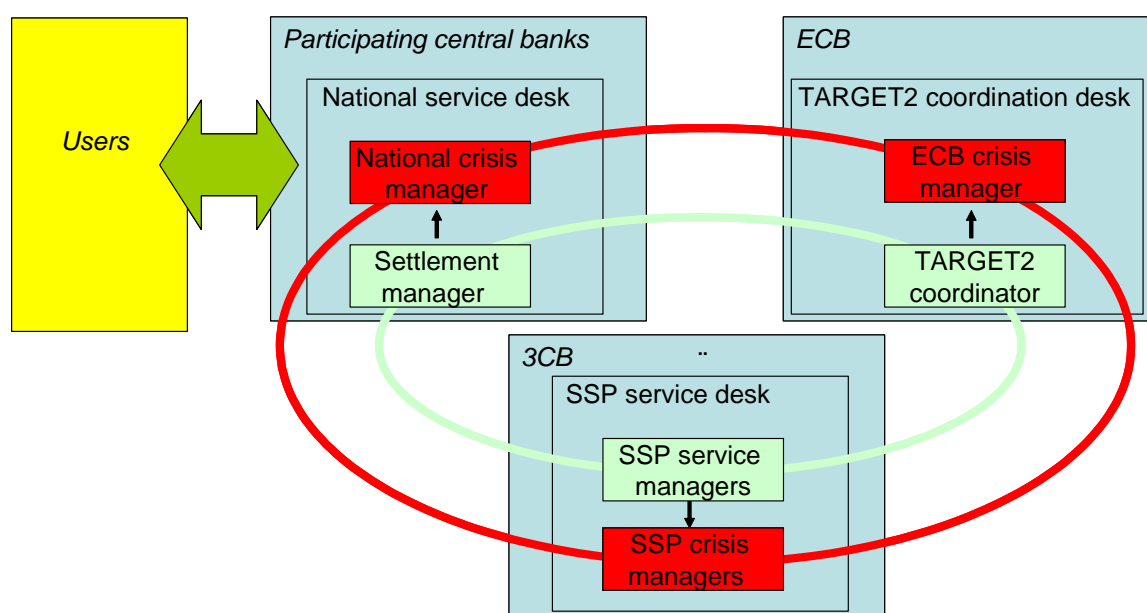 Participating central banks
ECB
National service desk
TARGET2 coordination desk
Users
National crisis
manager
ECB crisis
manager
Settlement
manager
TARGET2
coordinator
3CB
¨
SSP service desk
SSP service
managers
SSP crisis
managers